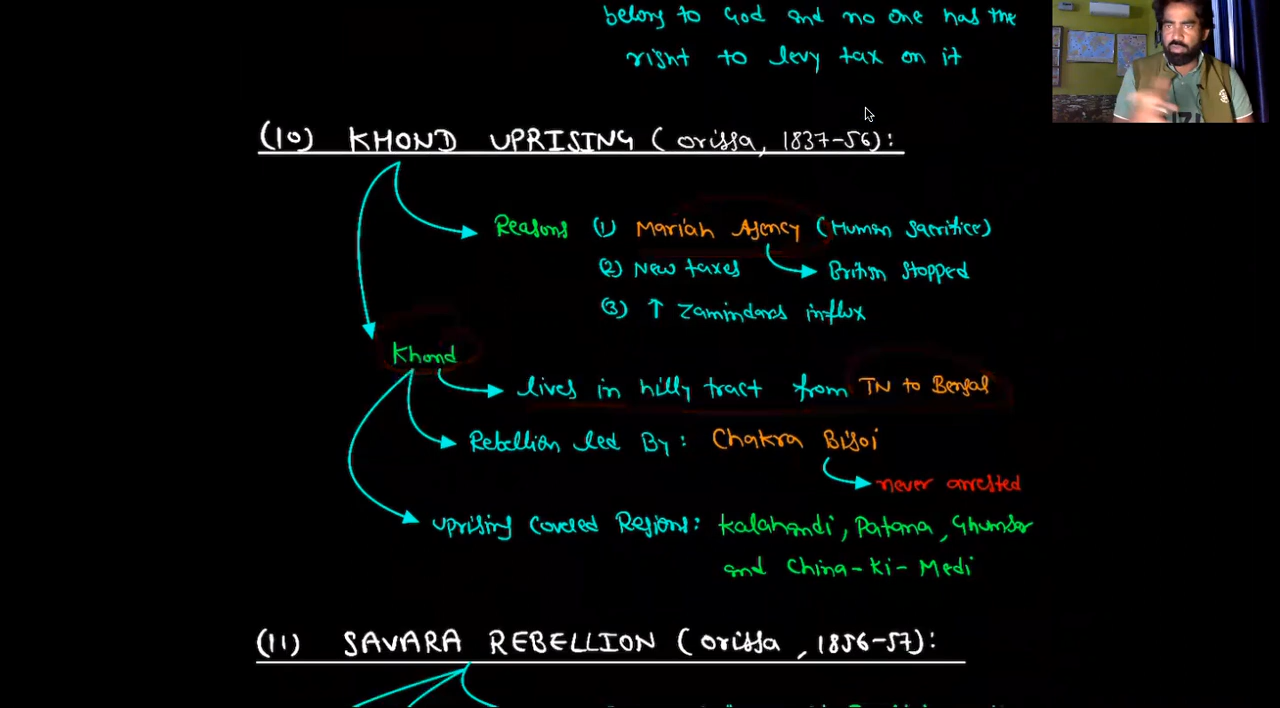 belong to God and no one has the
right to levy tax on it
(10) KHOND UPRISING (orissa, 1837-56):
Reasons (1) Mariah Agency (Human Sacrifice)
(2) New taxes → British stopped
(3) ↑ Zamindars influx
Khond
lives in hilly tract from TN to Bengal
Rebellion led By: Chakra Bisoi
never arrested
uprising Covered Regions: Kalahandi, Patana, Ghumsar
and China-Ki-Medi
(11) SAVARA REBELLION (orissa, 1856-57):